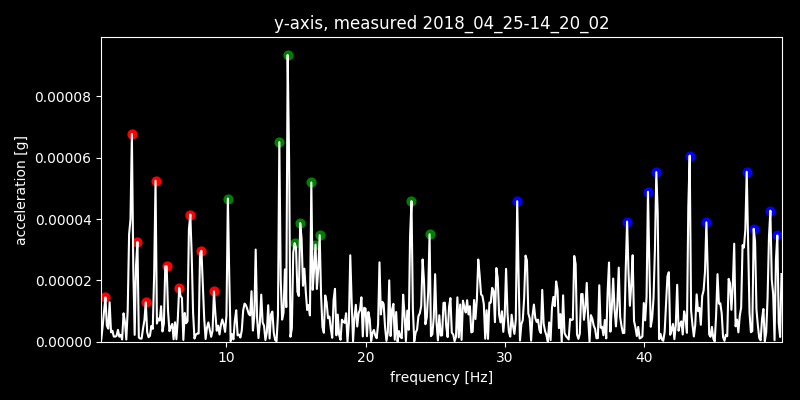 y-axis, measured 2018_04_25-14_20_02
acceleration [g]
0.00008
0.00006
0.00004
0.00002
0.00000
10 20 30 40
frequency [Hz]